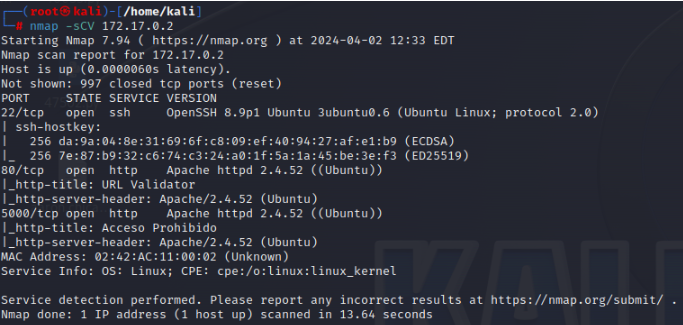 ┌──(root㉿kali)-[/home/kali]
└─# nmap -sCV 172.17.0.2
Starting Nmap 7.94 ( https://nmap.org ) at 2024-04-02 12:33 EDT
Nmap scan report for 172.17.0.2
Host is up (0.0000060s latency).
Not shown: 997 closed tcp ports (reset)
PORT     STATE SERVICE VERSION
22/tcp   open  ssh     OpenSSH 8.9p1 Ubuntu 3ubuntu0.6 (Ubuntu Linux; protocol 2.0)
| ssh-hostkey:
|   256 da:9a:04:8e:31:69:6f:c8:09:ef:40:94:27:af:e1:b9 (ECDSA)
|_  256 7e:87:b9:32:c6:74:c3:24:a0:1f:5a:1a:45:be:3e:f3 (ED25519)
80/tcp   open  http    Apache httpd 2.4.52 ((Ubuntu))
|_http-title: URL Validator
|_http-server-header: Apache/2.4.52 (Ubuntu)
5000/tcp open  http    Apache httpd 2.4.52 ((Ubuntu))
|_http-title: Acceso Prohibido
|_http-server-header: Apache/2.4.52 (Ubuntu)
MAC Address: 02:42:AC:11:00:02 (Unknown)
Service Info: OS: Linux; CPE: cpe:/o:linux:linux_kernel

Service detection performed. Please report any incorrect results at https://nmap.org/submit/ .
Nmap done: 1 IP address (1 host up) scanned in 13.64 seconds